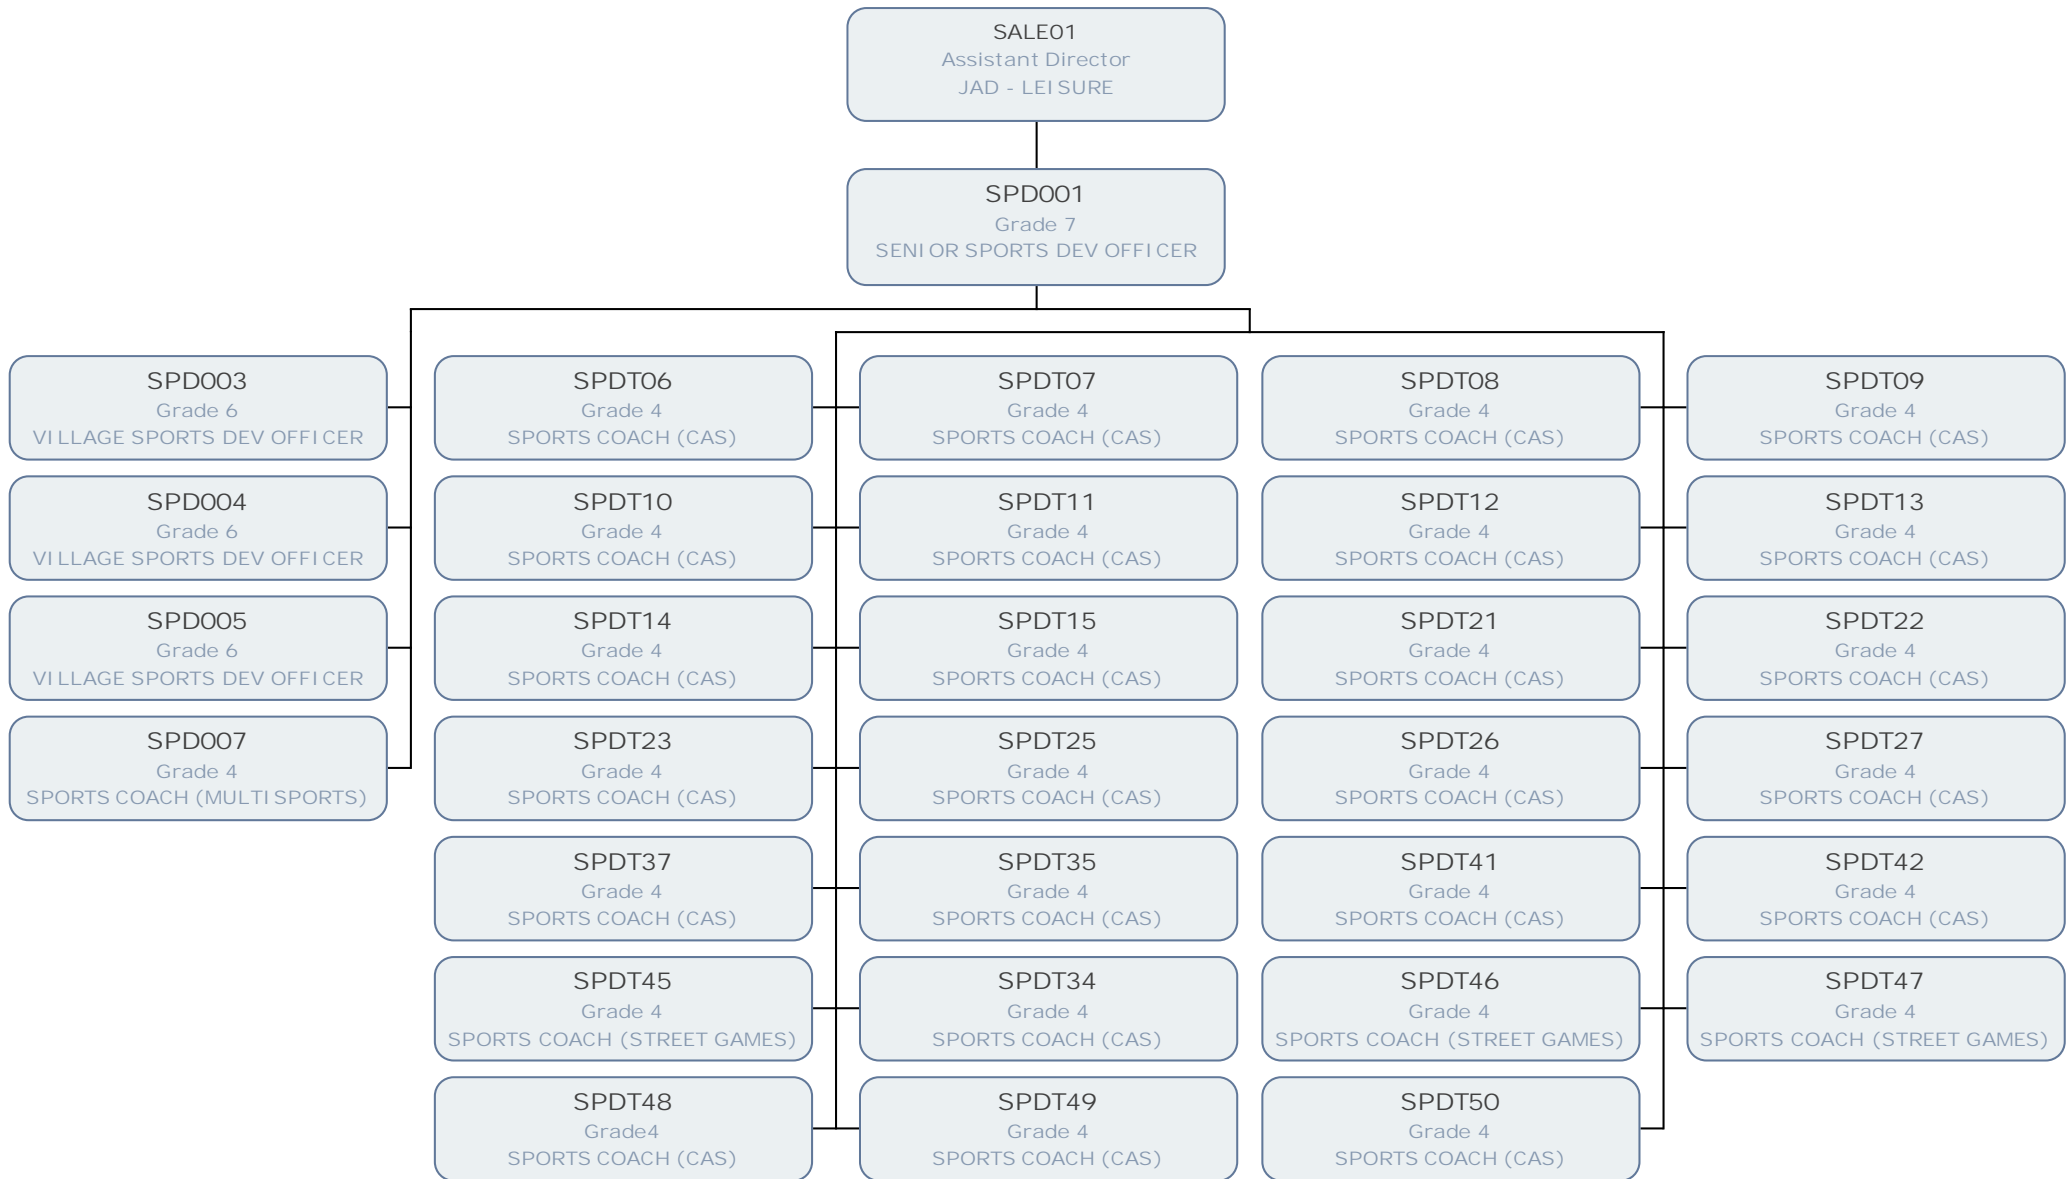 SALE01
Assistant Director
JAD - LEISURE
SPD001
Grade 7
SENIOR SPORTS DEV OFFICER
SPD003
Grade 6
VILLAGE SPORTS DEV OFFICER
SPDT06
Grade 4
SPORTS COACH (CAS)
SPDT07
Grade 4
SPORTS COACH (CAS)
SPDT08
Grade 4
SPORTS COACH (CAS)
SPDT09
Grade 4
SPORTS COACH (CAS)
SPD004
Grade 6
VILLAGE SPORTS DEV OFFICER
SPDT10
Grade 4
SPORTS COACH (CAS)
SPDT11
Grade 4
SPORTS COACH (CAS)
SPDT12
Grade 4
SPORTS COACH (CAS)
SPDT13
Grade 4
SPORTS COACH (CAS)
SPD005
Grade 6
VILLAGE SPORTS DEV OFFICER
SPDT14
Grade 4
SPORTS COACH (CAS)
SPDT15
Grade 4
SPORTS COACH (CAS)
SPDT21
Grade 4
SPORTS COACH (CAS)
SPDT22
Grade 4
SPORTS COACH (CAS)
SPD007
Grade 4
SPORTS COACH (MULTI SPORTS)
SPDT23
Grade 4
SPORTS COACH (CAS)
SPDT25
Grade 4
SPORTS COACH (CAS)
SPDT26
Grade 4
SPORTS COACH (CAS)
SPDT27
Grade 4
SPORTS COACH (CAS)
SPDT37
Grade 4
SPORTS COACH (CAS)
SPDT35
Grade 4
SPORTS COACH (CAS)
SPDT41
Grade 4
SPORTS COACH (CAS)
SPDT42
Grade 4
SPORTS COACH (CAS)
SPDT45
Grade 4
SPORTS COACH (STREET GAMES)
SPDT34
Grade 4
SPORTS COACH (CAS)
SPDT46
Grade 4
SPORTS COACH (STREET GAMES)
SPDT47
Grade 4
SPORTS COACH (STREET GAMES)
SPDT48
Grade4
SPORTS COACH (CAS)
SPDT49
Grade 4
SPORTS COACH (CAS)
SPDT50
Grade 4
SPORTS COACH (CAS)